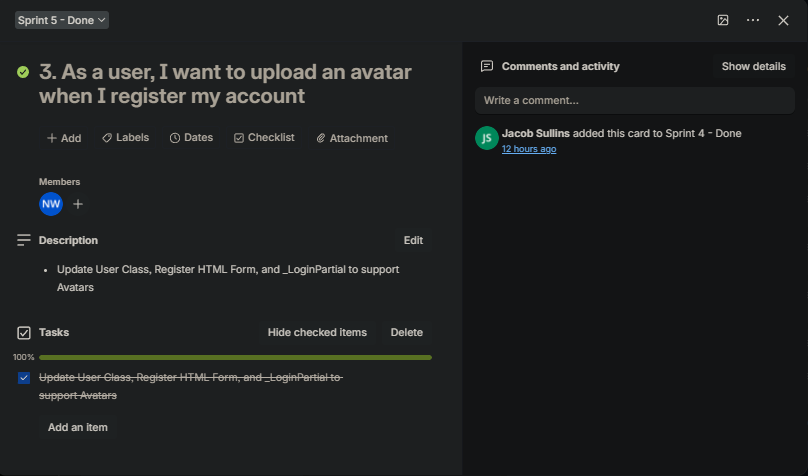 Sprint 5 - Done
3. As a user, I want to upload an avatar
when I register my account
Add
Labels
Dates
Checklist
Attachment
Members
NW
Description
Edit
Update User Class, Register HTML Form, and _LoginPartial to support
Avatars
Tasks
Hide checked items
Delete
100%
Update User Class, Register HTML Form, and _LoginPartial to
support Avatars
Add an item
Comments and activity
Show details
Write a comment...
JS
Jacob Sullins added this card to Sprint 4 - Done
12 hours ago